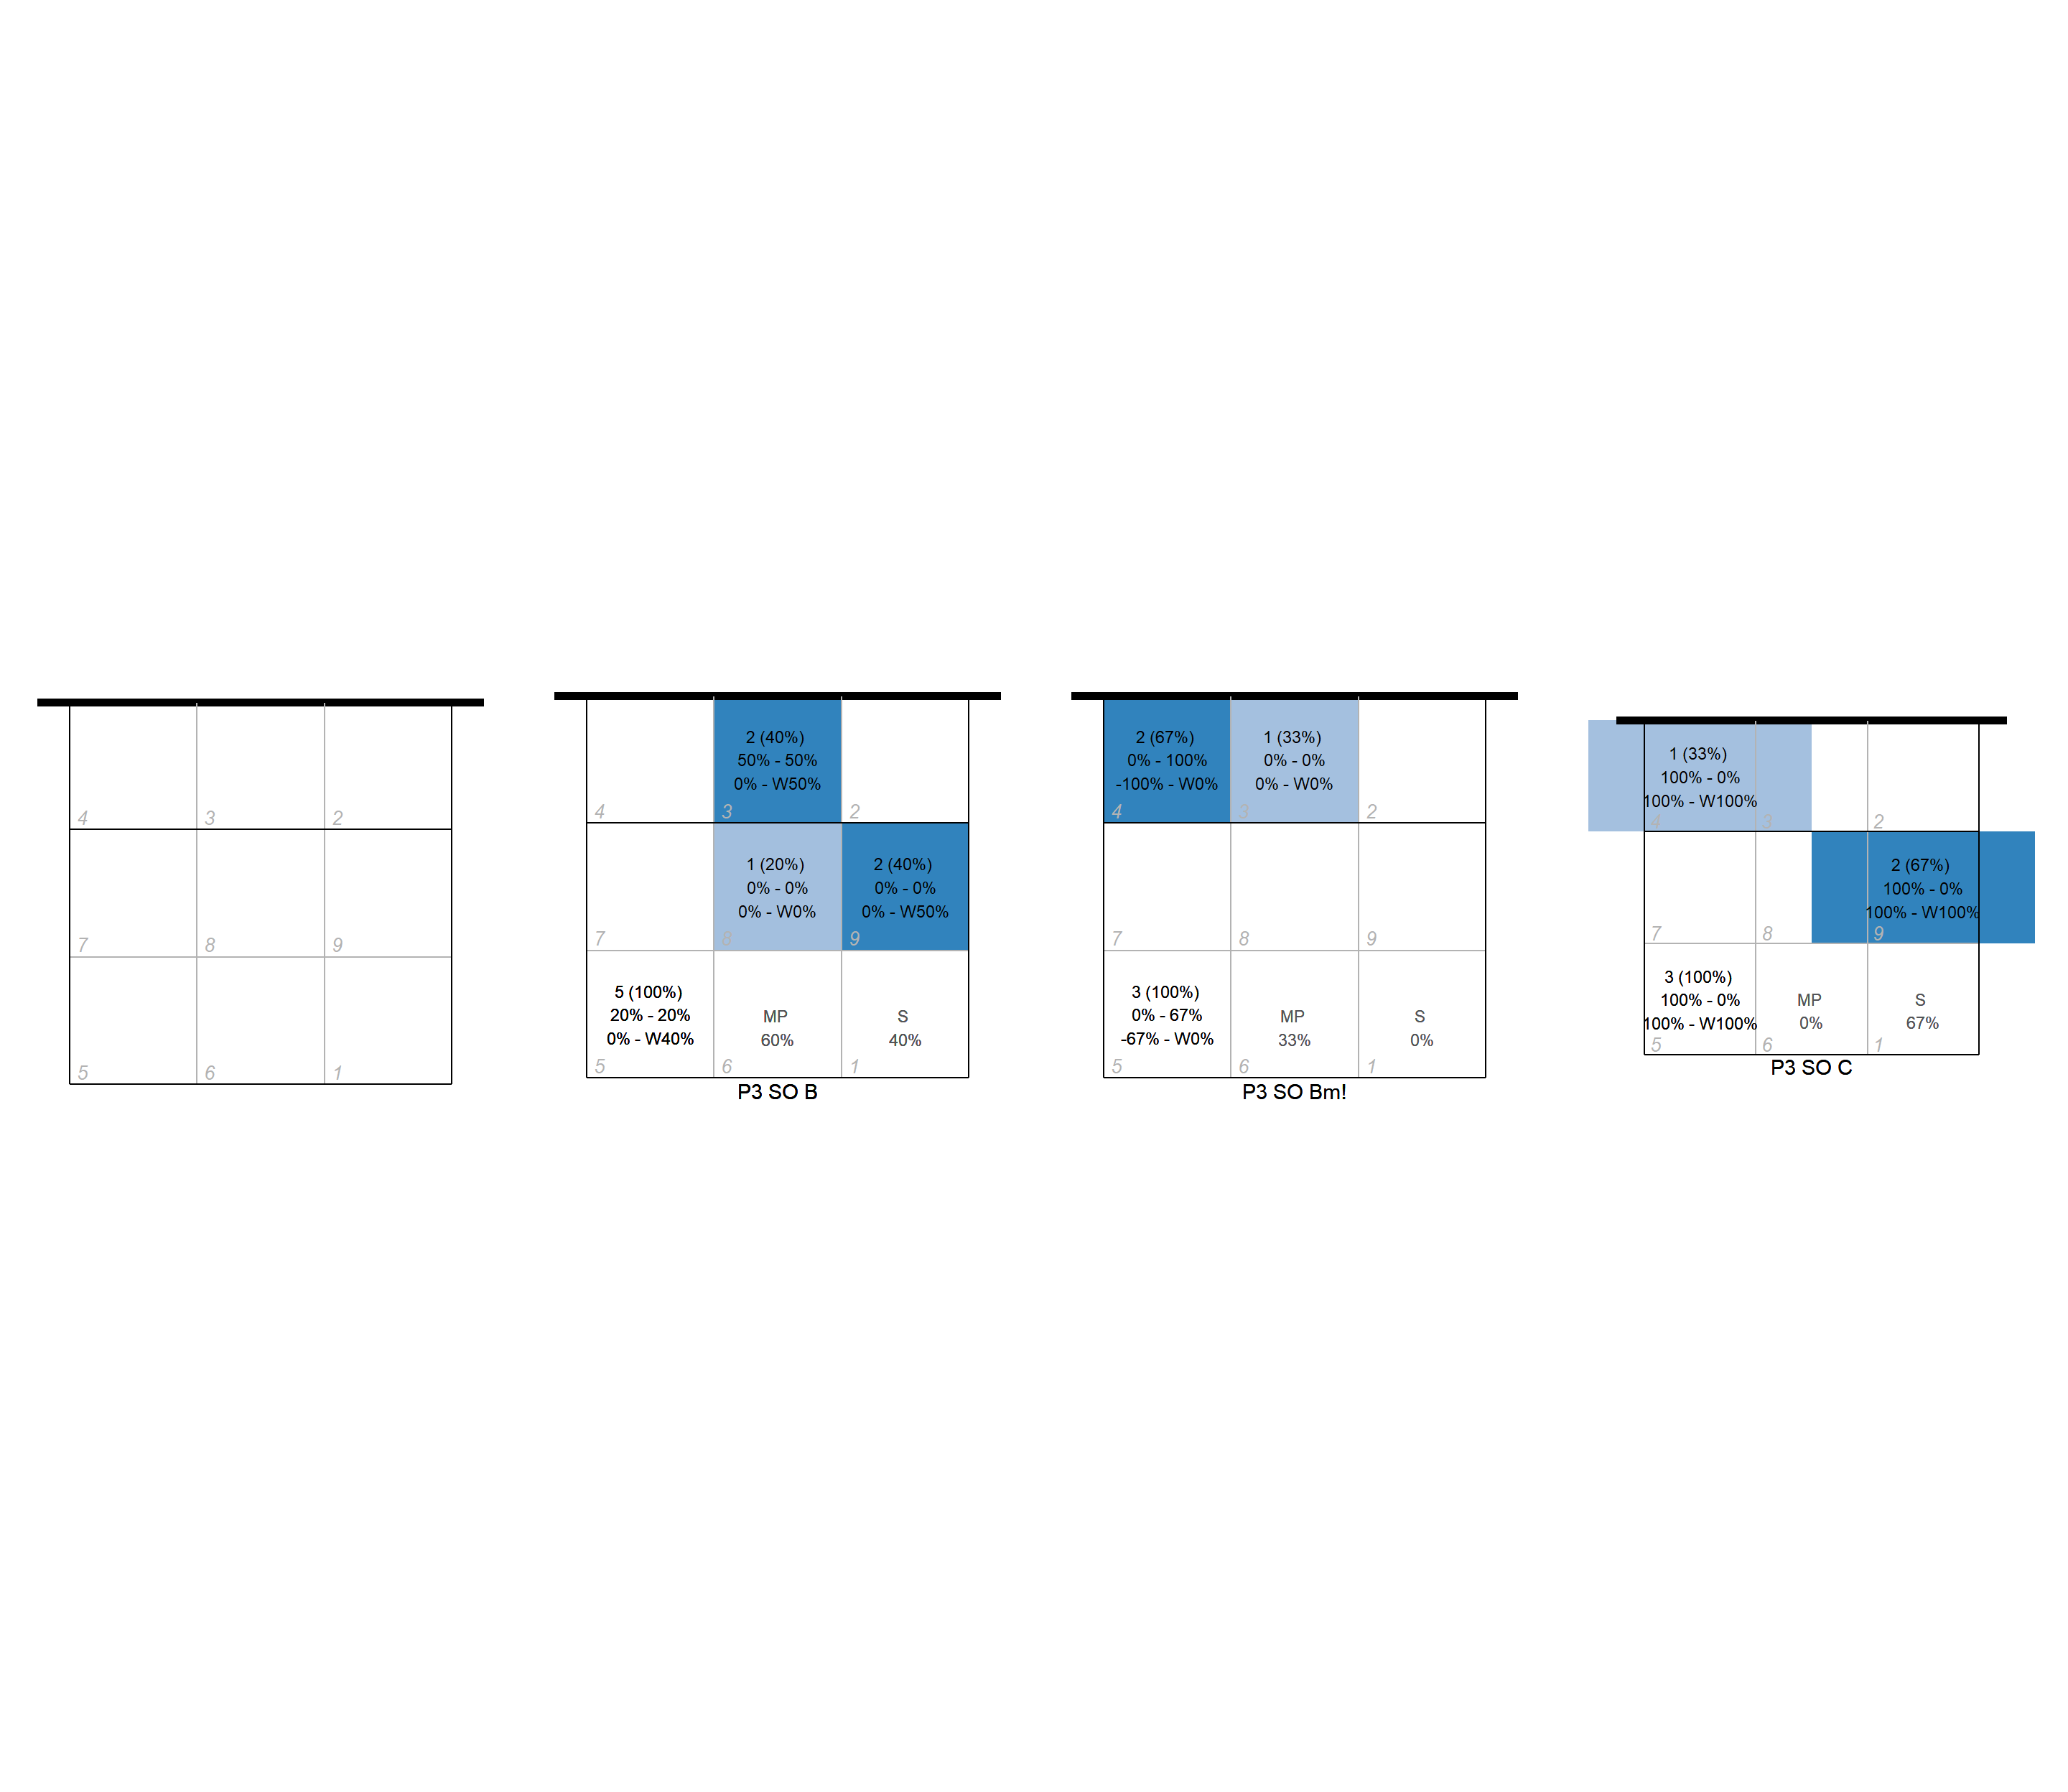 4 3 2
7 8 9
5 6 1
2 (40%)
50% - 50%
0% - W50%
4 3 2
1 (20%)
0% - 0%
0% - W0%
2 (40%)
0% - 0%
0% - W50%
7 8 9
5 (100%)
20% - 20%
0% - W40%
MP
60%
S
40%
5 6 1
P3 SO B
2 (67%)
0% - 100%
-100% - W0%
1 (33%)
0% - 0%
0% - W0%
4 3 2
7 8 9
3 (100%)
0% - 67%
-67% - W0%
MP
33%
S
0%
5 6 1
P3 SO Bm!
1 (33%)
100% - 0%
100% - W100%
4 3 2
2 (67%)
100% - 0%
100% - W100%
7 8 9
3 (100%)
100% - 0%
100% - W100%
MP
0%
S
67%
5 6 1
P3 SO C